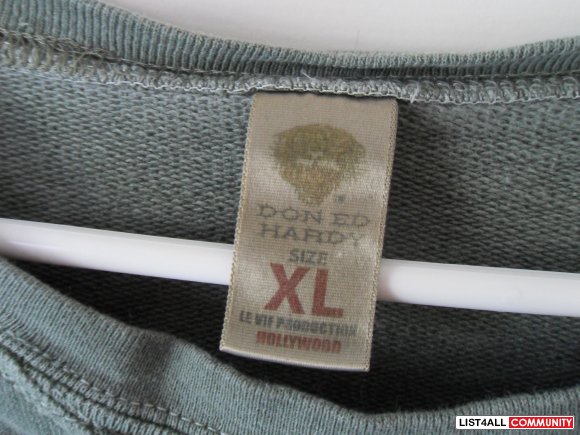 DON ED
HARDY
SIZE
XL
LE VIF PRODUCTION
HOLLYWOOD
LIST4ALL COMMUNITY